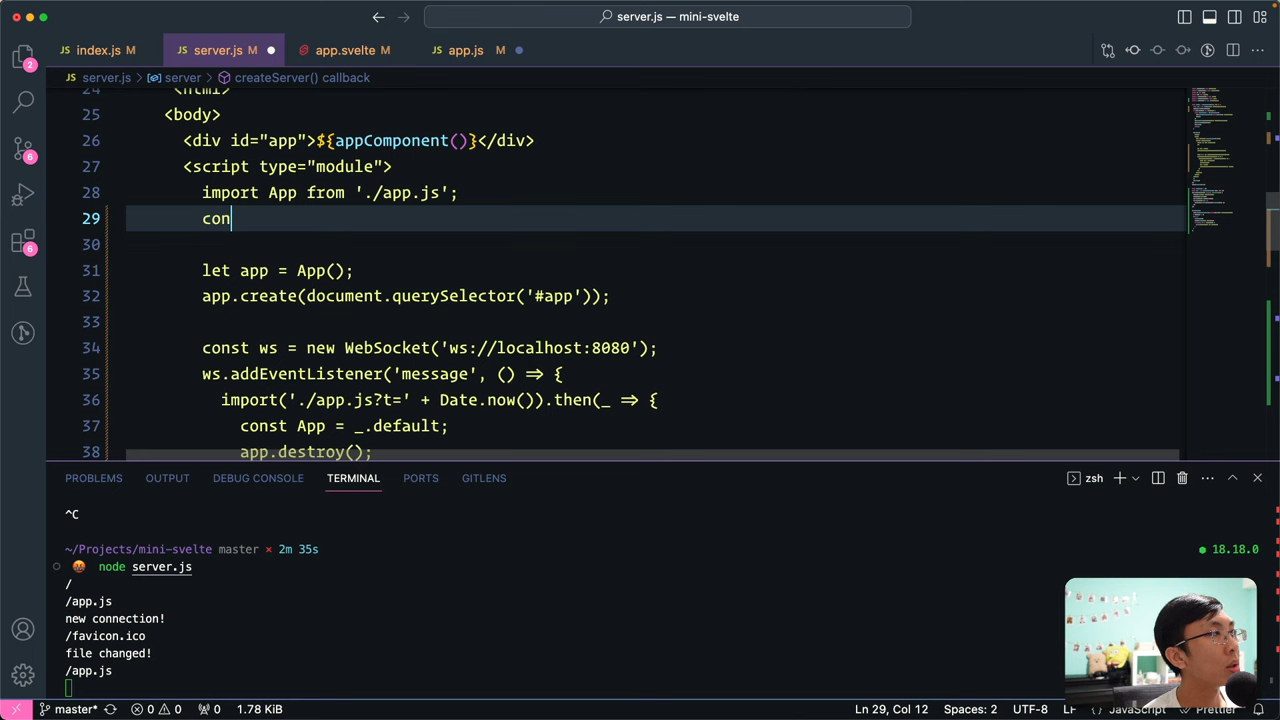 server.js — mini-svelte
index.js M
server.js M
app.svelte M
app.js M
server.js › server › createServer() callback
24 <html>
25 <body>
26 <div id="app">${appComponent()}</div>
27 <script type="module">
28 import App from './app.js';
29 con
30
31 let app = App();
32 app.create(document.querySelector('#app'));
33
34 const ws = new WebSocket('ws://localhost:8080');
35 ws.addEventListener('message', () => {
36 import('./app.js?t=' + Date.now()).then(_ => {
37 const App = _.default;
38 app.destroy();
2
6
6
PROBLEMS OUTPUT DEBUG CONSOLE TERMINAL PORTS GITLENS
zsh
^C
~/Projects/mini-svelte master × 2m 35s
18.18.0
node server.js
/
/app.js
new connection!
/favicon.ico
file changed!
/app.js
master* 0 0 0 1.78 KiB Ln 29, Col 12 Spaces: 2 UTF-8 LF {} JavaScript Prettier